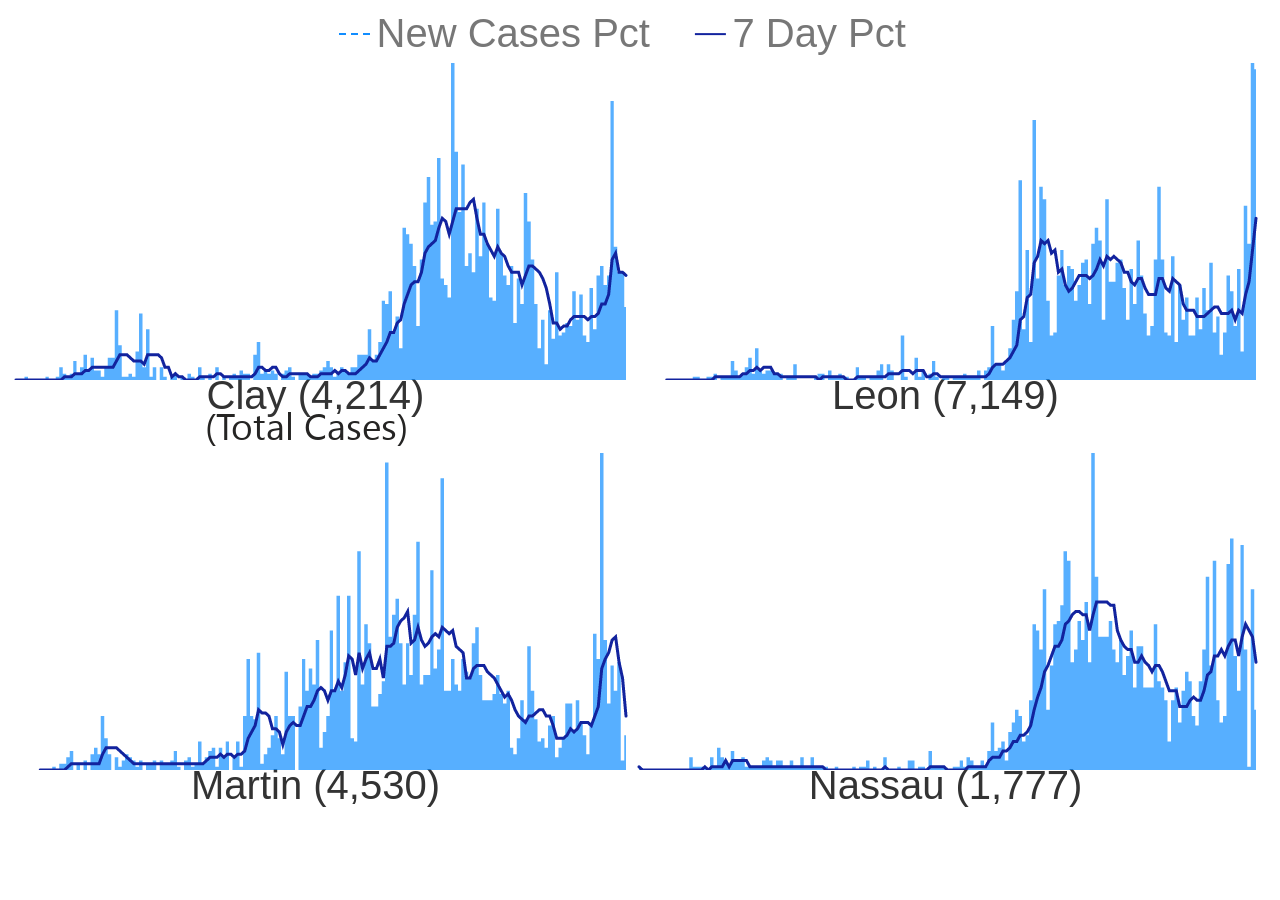 New Cases Pct 7 Day Pct
Clay (4,214) Leon (7,149)
(Total Cases)
Martin (4,530) Nassau (1,777)